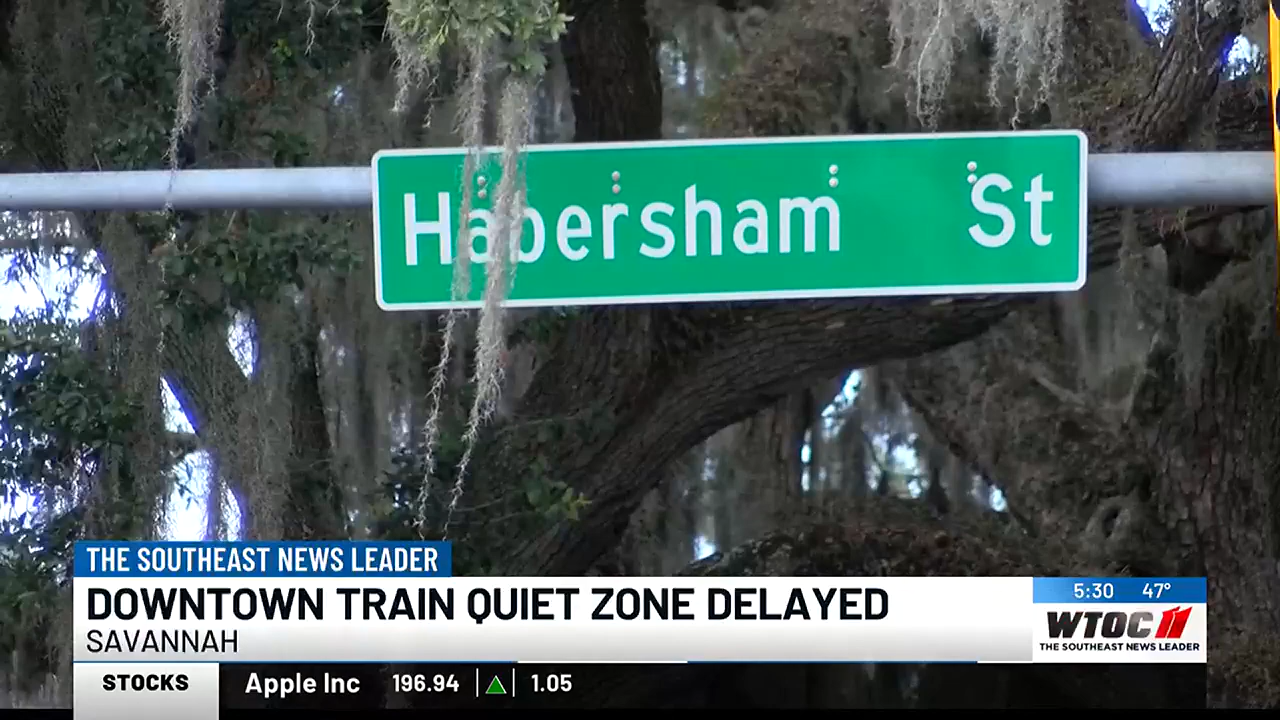 Habersham St
THE SOUTHEAST NEWS LEADER
DOWNTOWN TRAIN QUIET ZONE DELAYED
SAVANNAH
5:30 47°
WTOC 11
THE SOUTHEAST NEWS LEADER
STOCKS Apple Inc 196.94 1.05